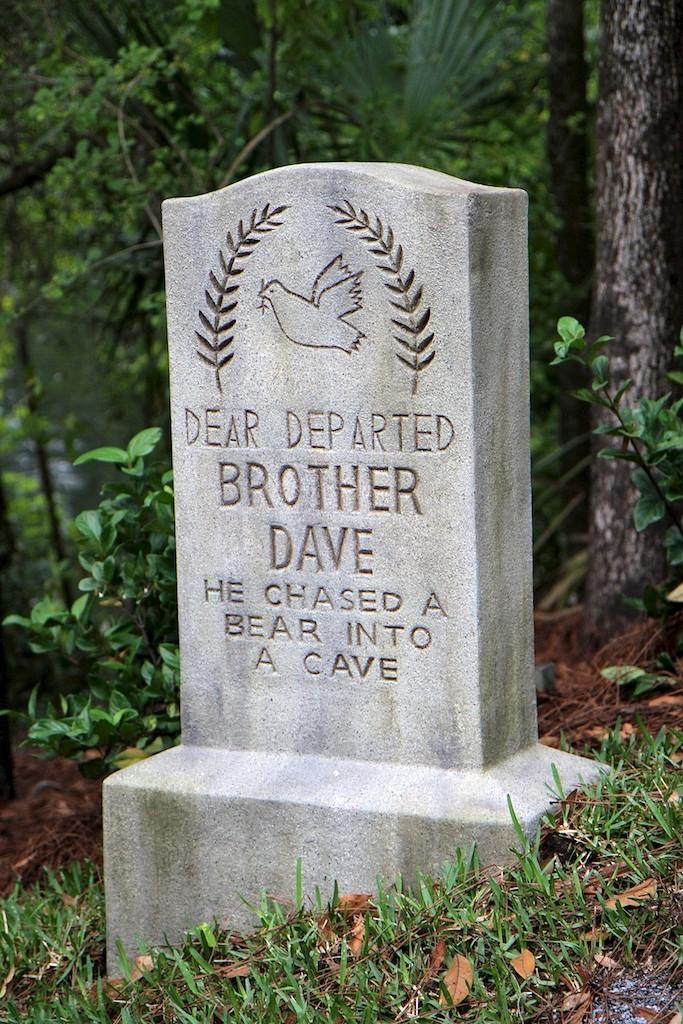 DEAR DEPARTED
BROTHER
DAVE
HE CHASED A
BEAR INTO
A CAVE